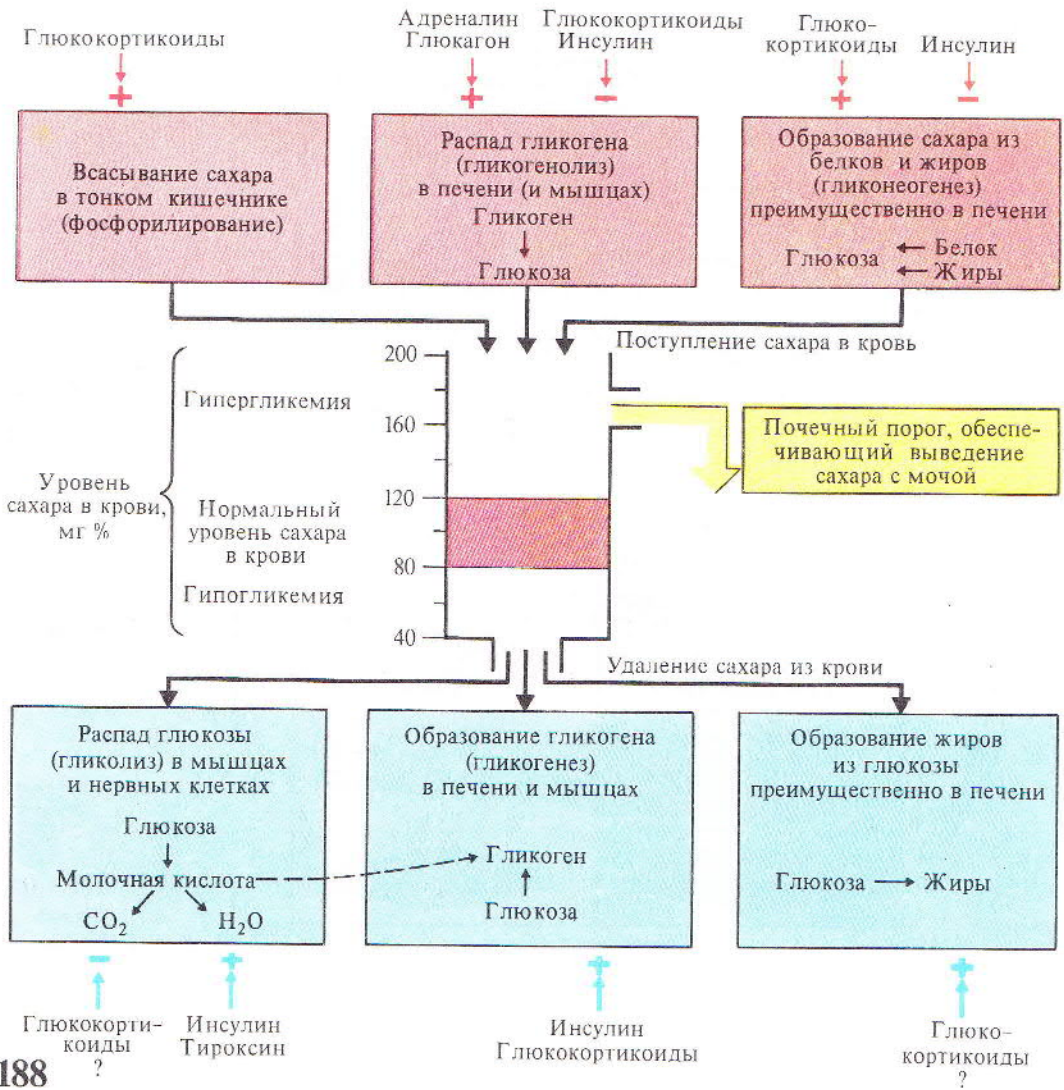 Глюкокортикоиды
Адреналин
Глюкагон
Глюкокортикоиды
Инсулин
Глюко-
кортикоиды
Инсулин
+
+
−
+
−
Всасывание сахара
в тонком кишечнике
(фосфорилирование)
Распад гликогена
(гликогенолиз)
в печени (и мышцах)
Гликоген
Глюкоза
Образование сахара из
белков и жиров
(гликонеогенез)
преимущественно в печени
Глюкоза
Белок
Жиры
Поступление сахара в кровь
Уровень
сахара в крови,
мг %
Гипергликемия
Нормальный
уровень сахара
в крови
Гипогликемия
200
160
120
100
80
60
40
Почечный порог, обеспе-
чивающий выведение
сахара с мочой
Удаление сахара из крови
Распад глюкозы
(гликолиз) в мышцах
и нервных клетках
Глюкоза
Молочная кислота
CO₂ H₂O
Образование гликогена
(гликогенез)
в печени и мышцах
Гликоген
Глюкоза
Образование жиров
из глюкозы
преимущественно в печени
Глюкоза
Жиры
−
+
+
+
Глюкокорти-
коиды
?
Инсулин
Тироксин
Инсулин
Глюкокортикоиды
Глюко-
кортикоиды
?
188